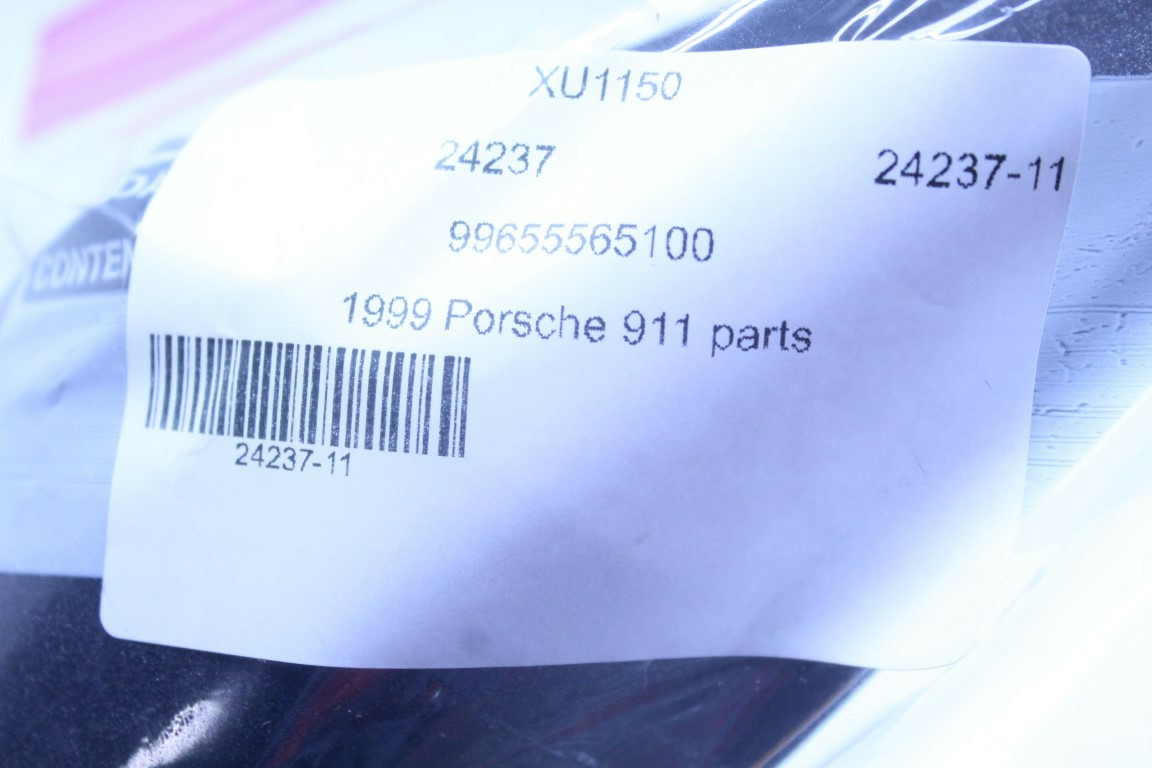 XU1150
24237 24237-11
99655565100
1999 Porsche 911 parts
24237-11